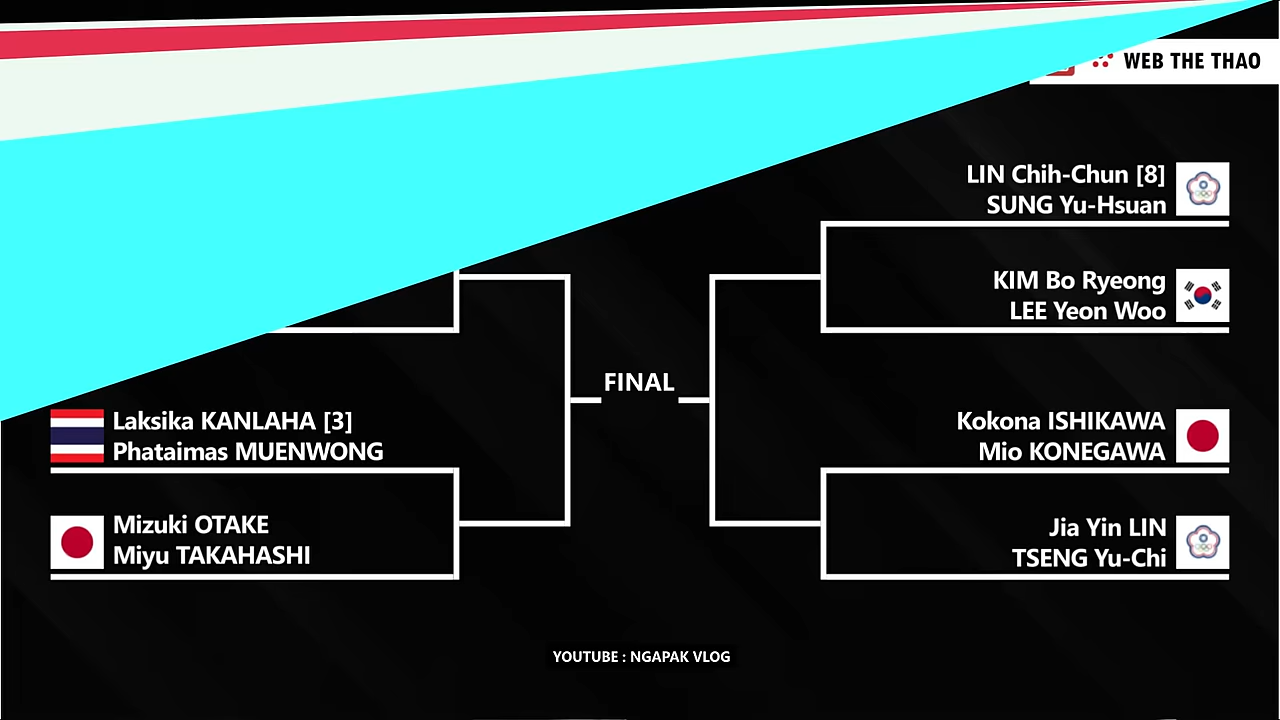 WEB THE THAO
LIN Chih-Chun [8]
SUNG Yu-Hsuan
KIM Bo Ryeong
LEE Yeon Woo
FINAL
Laksika KANLAHA [3]
Phataimas MUENWONG
Mizuki OTAKE
Miyu TAKAHASHI
Kokona ISHIKAWA
Mio KONEGAWA
Jia Yin LIN
TSENG Yu-Chi
YOUTUBE : NGAPAK VLOG